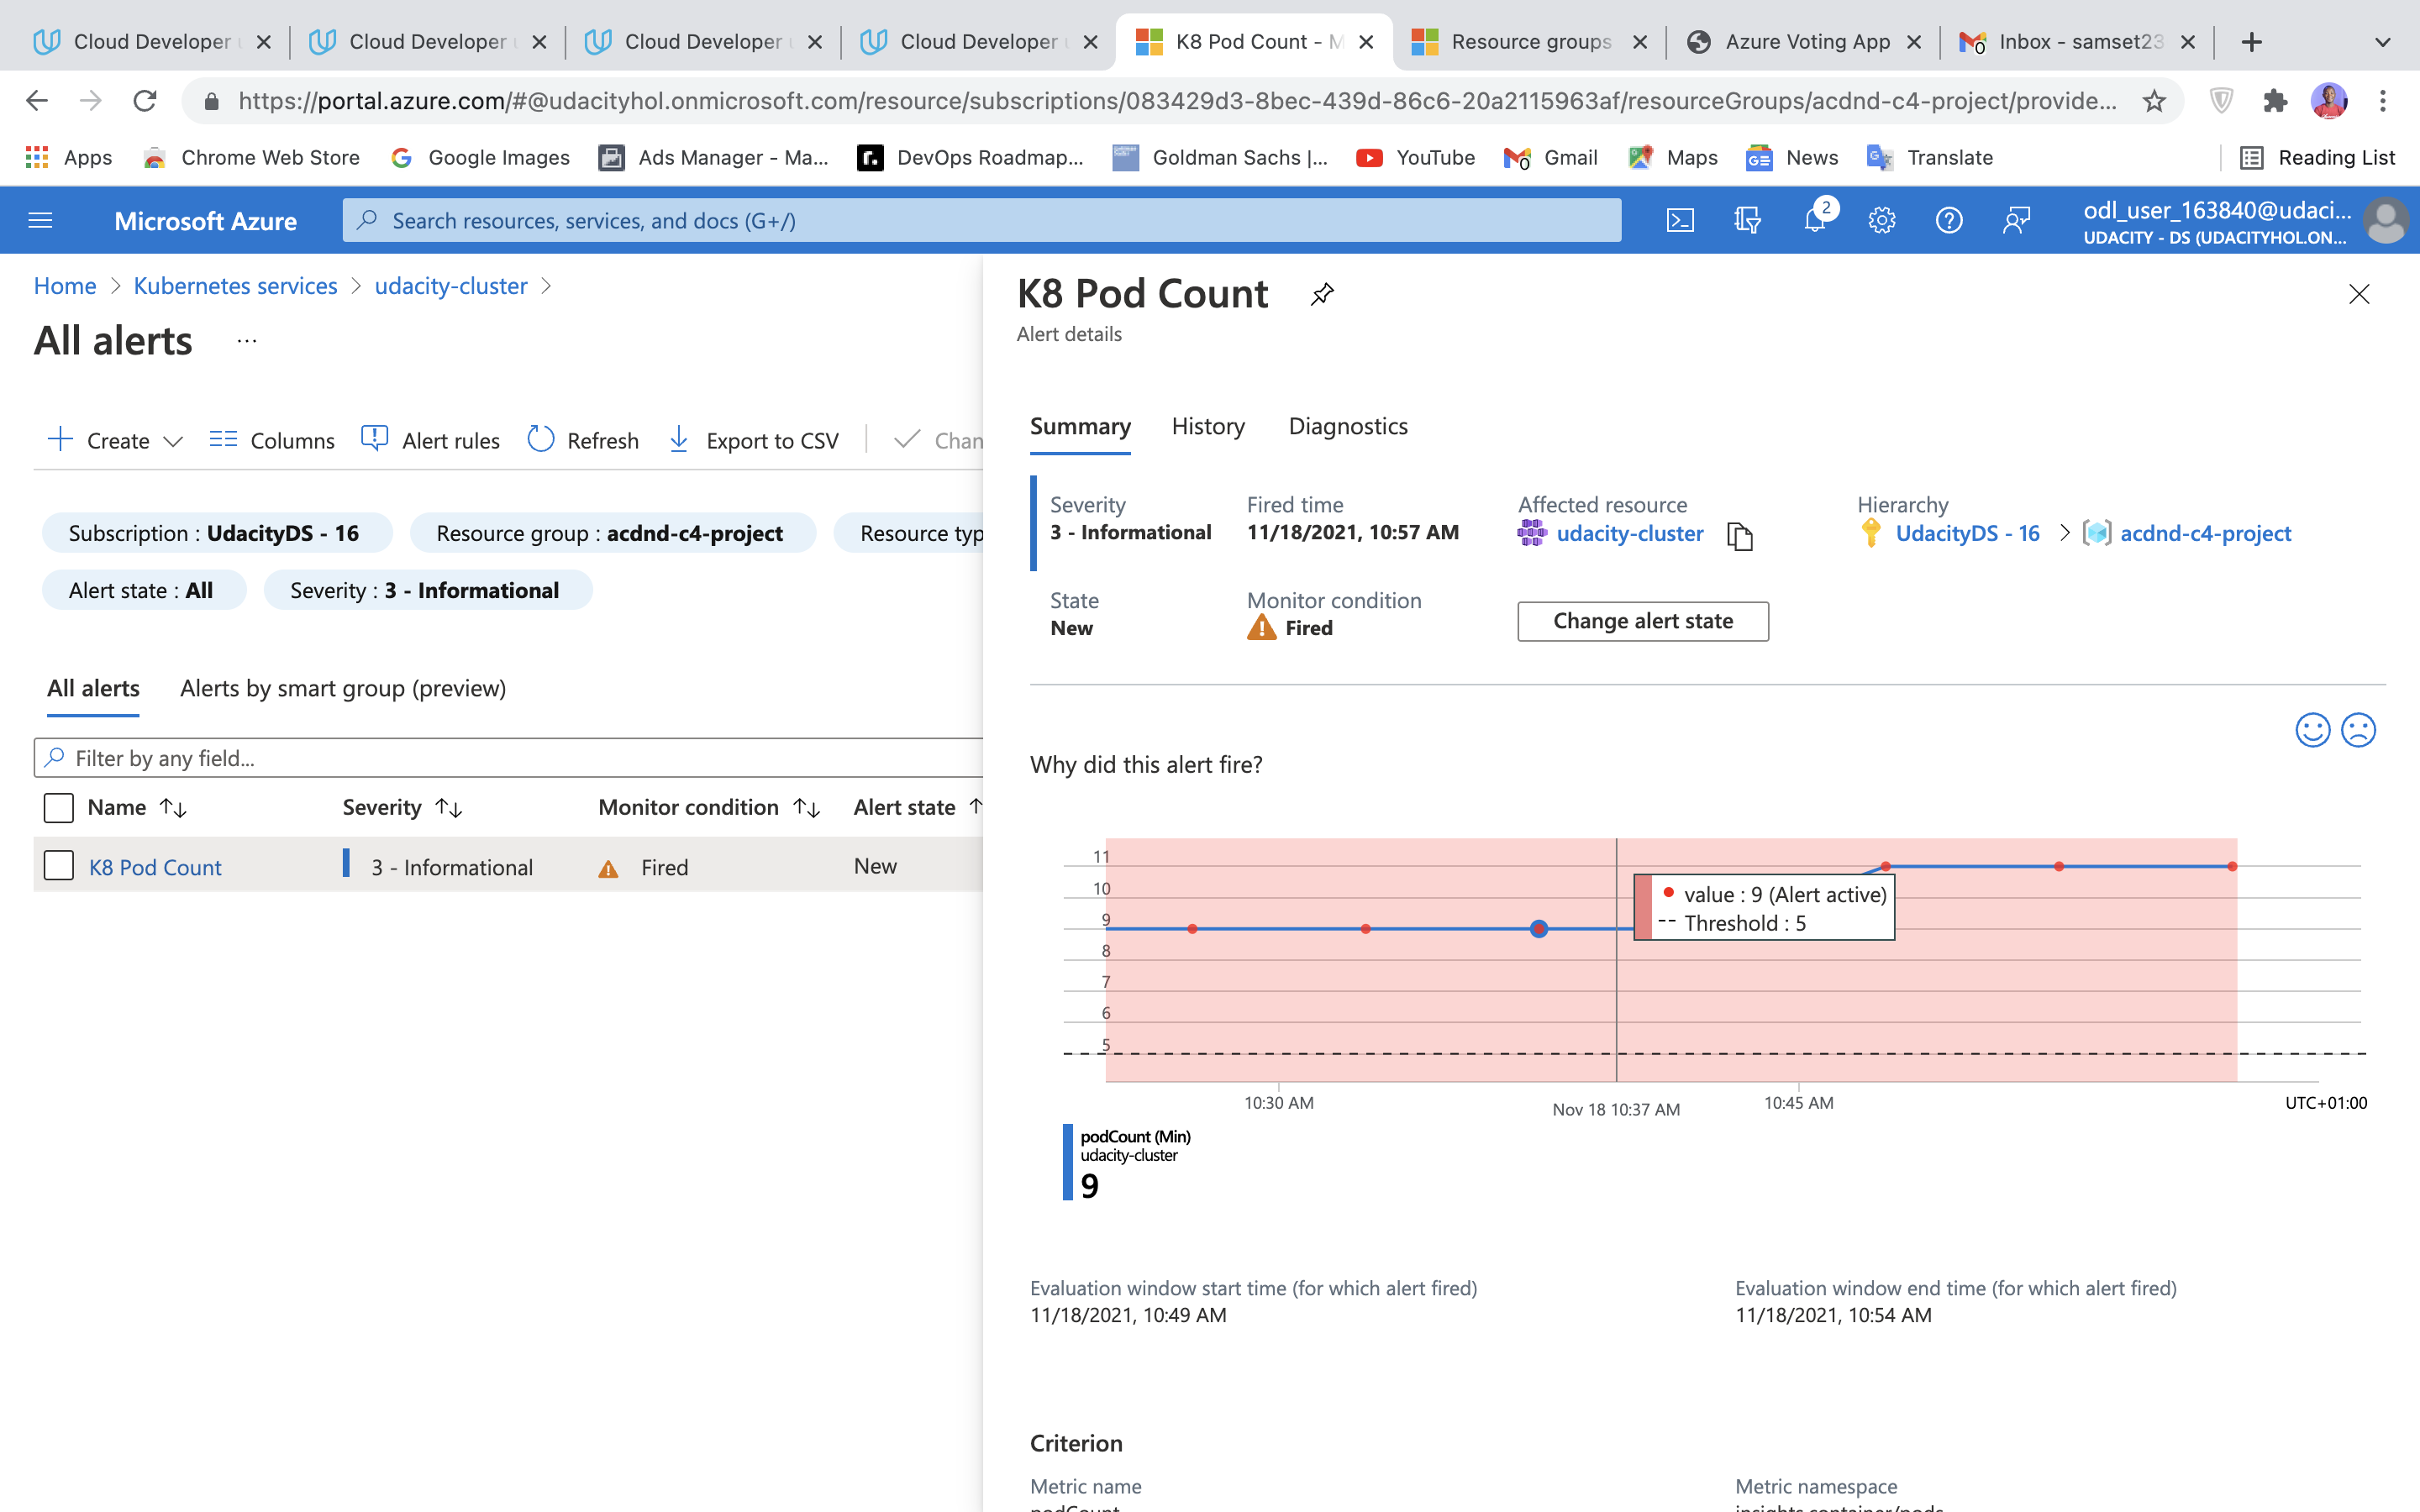 Cloud Developer
Cloud Developer
Cloud Developer
Cloud Developer
K8 Pod Count -
Resource groups
Azure Voting App
Inbox - samset23
https://portal.azure.com/#@udacityhol.onmicrosoft.com/resource/subscriptions/083429d3-8bec-439d-86c6-20a2115963af/resourceGroups/acdnd-c4-project/provide...
Apps
Chrome Web Store
Google Images
Ads Manager - Ma...
DevOps Roadmap...
Goldman Sachs |...
YouTube
Gmail
Maps
News
Translate
Reading List
Microsoft Azure
Search resources, services, and docs (G+/)
2
odl_user_163840@udaci...
UDACITY - DS (UDACITYHOL.ON...
Home > Kubernetes services > udacity-cluster >
All alerts ...
Create
Columns
Alert rules
Refresh
Export to CSV
Chan
Subscription : UdacityDS - 16
Resource group : acdnd-c4-project
Resource typ
Alert state : All
Severity : 3 - Informational
All alerts
Alerts by smart group (preview)
Filter by any field...
Name
Severity
Monitor condition
Alert state
K8 Pod Count
3 - Informational
Fired
New
K8 Pod Count
Alert details
Summary
History
Diagnostics
Severity
3 - Informational
Fired time
11/18/2021, 10:57 AM
Affected resource
udacity-cluster
Hierarchy
UdacityDS - 16 > acdnd-c4-project
State
New
Monitor condition
Fired
Change alert state
Why did this alert fire?
11
10
9
8
7
6
5
value : 9 (Alert active)
-- Threshold : 5
10:30 AM
Nov 18 10:37 AM
10:45 AM
UTC+01:00
podCount (Min)
udacity-cluster
9
Evaluation window start time (for which alert fired)
11/18/2021, 10:49 AM
Evaluation window end time (for which alert fired)
11/18/2021, 10:54 AM
Criterion
Metric name
podCount
Metric namespace
insights.container/pods